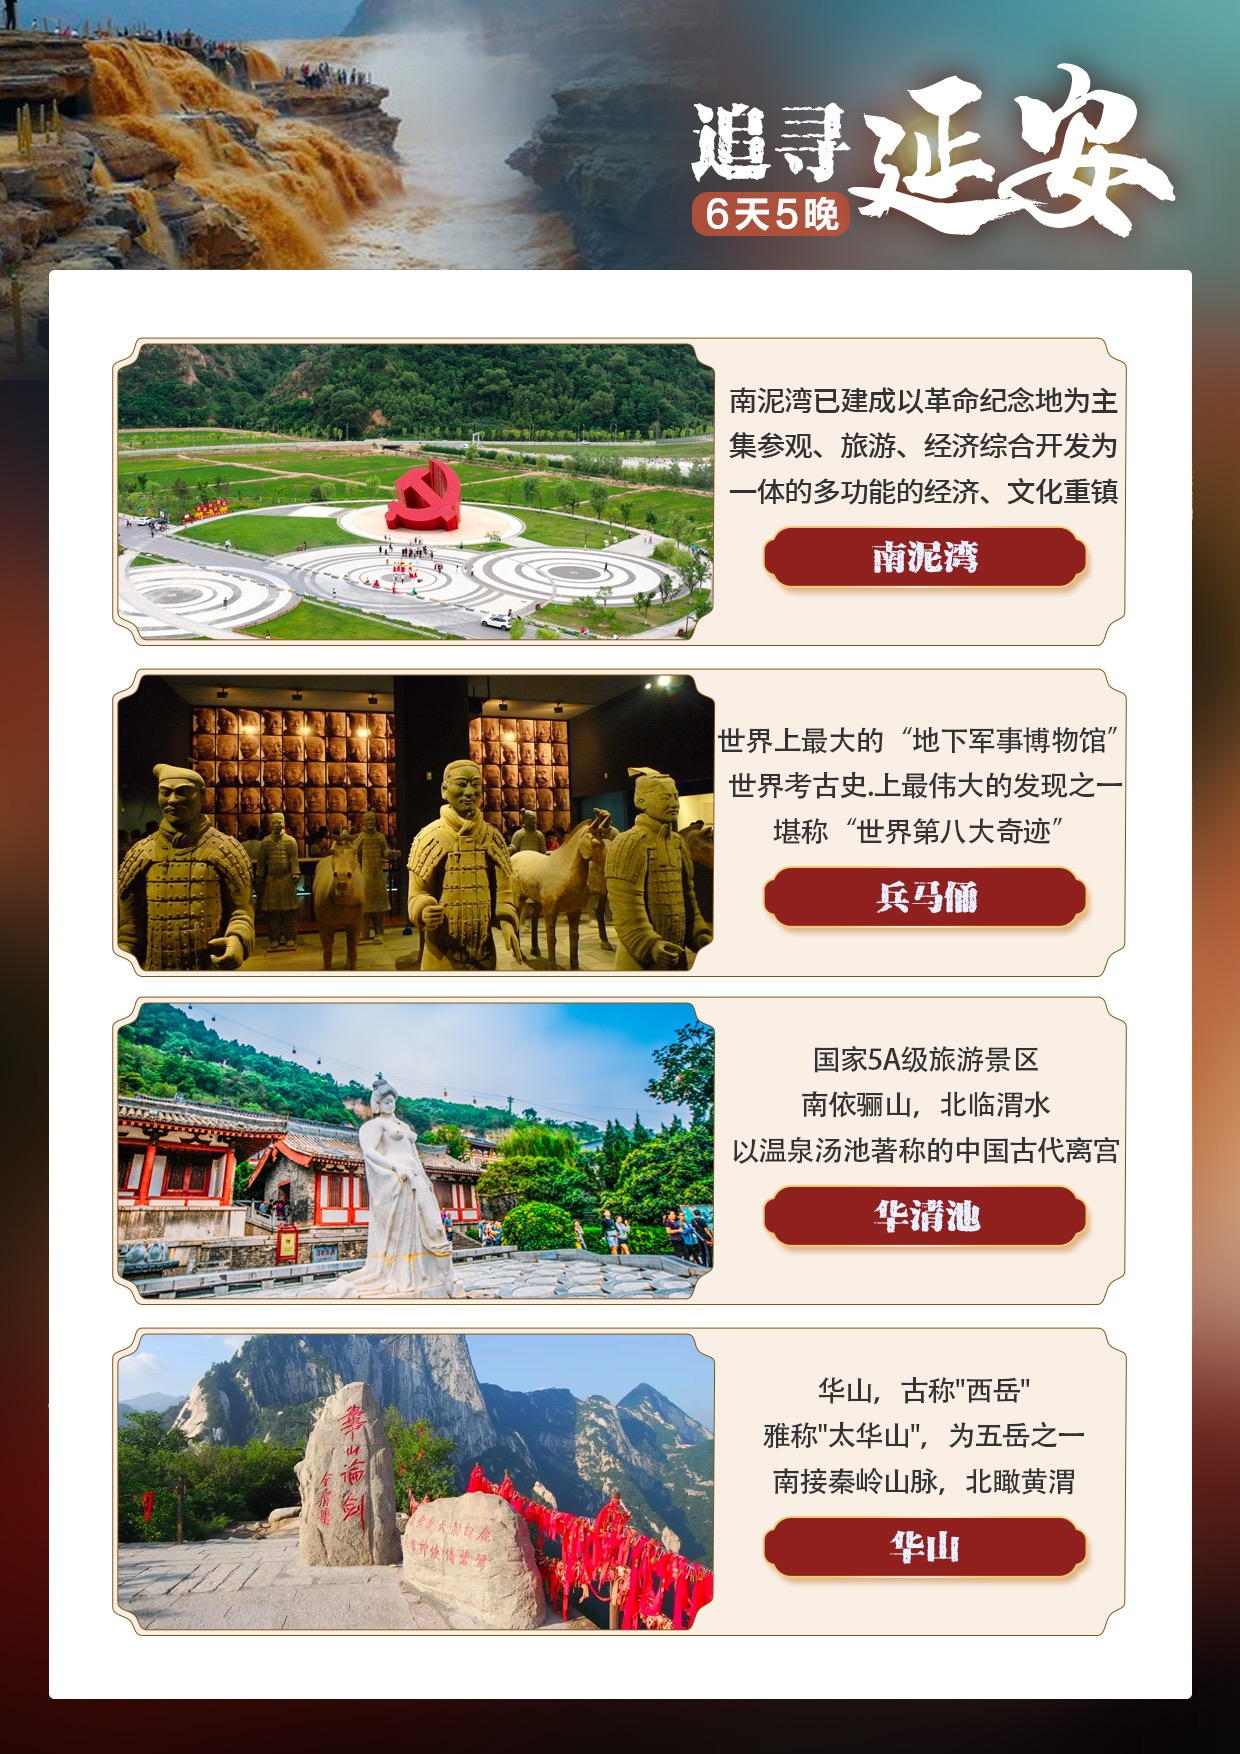 追寻延安
6天5晚
南泥湾已建成以革命纪念地为主
集参观、旅游、经济综合开发为
一体的多功能的经济、文化重镇
南泥湾
世界上最大的“地下军事博物馆”
世界考古史.上最伟大的发现之一
堪称“世界第八大奇迹”
兵马俑
国家5A级旅游景区
南依骊山，北临渭水
以温泉汤池著称的中国古代离宫
华清池
华山，古称"西岳"
雅称"太华山"，为五岳之一
南接秦岭山脉，北瞰黄渭
华山
華山论剑